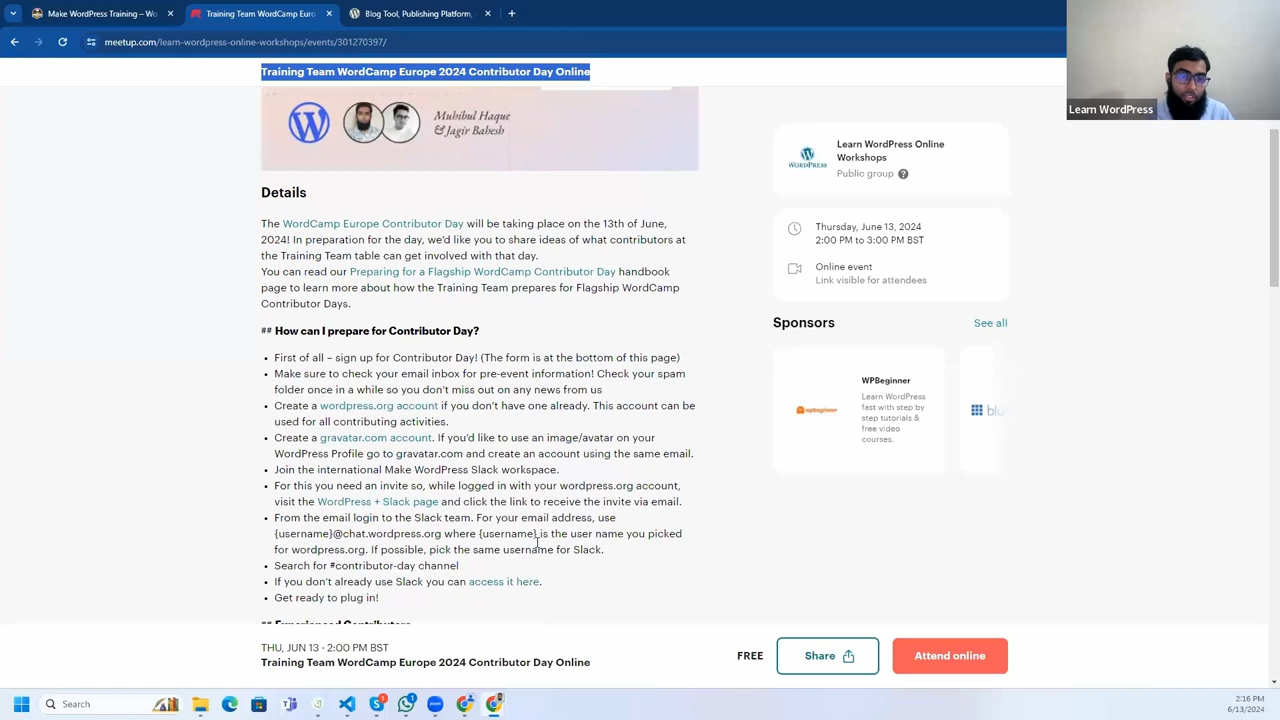 Make WordPress Training – Wo
Training Team WordCamp Euro
Blog Tool, Publishing Platform,
meetup.com/learn-wordpress-online-workshops/events/301270397/
Learn WordPress
Training Team WordCamp Europe 2024 Contributor Day Online
Muhibul Haque
& Jagir Bahesh
Details
The WordCamp Europe Contributor Day will be taking place on the 13th of June,
2024! In preparation for the day, we'd like you to share ideas of what contributors at
the Training Team table can get involved with that day.
You can read our Preparing for a Flagship WordCamp Contributor Day handbook
page to learn more about how the Training Team prepares for Flagship WordCamp
Contributor Days.
## How can I prepare for Contributor Day?
• First of all – sign up for Contributor Day! (The form is at the bottom of this page)
• Make sure to check your email inbox for pre-event information! Check your spam
folder once in a while so you don't miss out on any news from us
• Create a wordpress.org account if you don't have one already. This account can be
used for all contributing activities.
• Create a gravatar.com account. If you'd like to use an image/avatar on your
WordPress Profile go to gravatar.com and create an account using the same email.
• Join the international Make WordPress Slack workspace.
• For this you need an invite so, while logged in with your wordpress.org account,
visit the WordPress + Slack page and click the link to receive the invite via email.
• From the email login to the Slack team. For your email address, use
{username}@chat.wordpress.org where {username} is the user name you picked
for wordpress.org. If possible, pick the same username for Slack.
• Search for #contributor-day channel
• If you don't already use Slack you can access it here.
• Get ready to plug in!
WORDPRESS
Learn WordPress Online
Workshops
Public group ?
Thursday, June 13, 2024
2:00 PM to 3:00 PM BST
Online event
Link visible for attendees
Sponsors
See all
wpbeginner
WPBeginner
Learn WordPress
fast with step by
step tutorials &
free video
courses.
blu
## Experienced Contributors
THU, JUN 13 · 2:00 PM BST
Training Team WordCamp Europe 2024 Contributor Day Online
FREE
Share
Attend online
Search
1
1
2:16 PM
6/13/2024